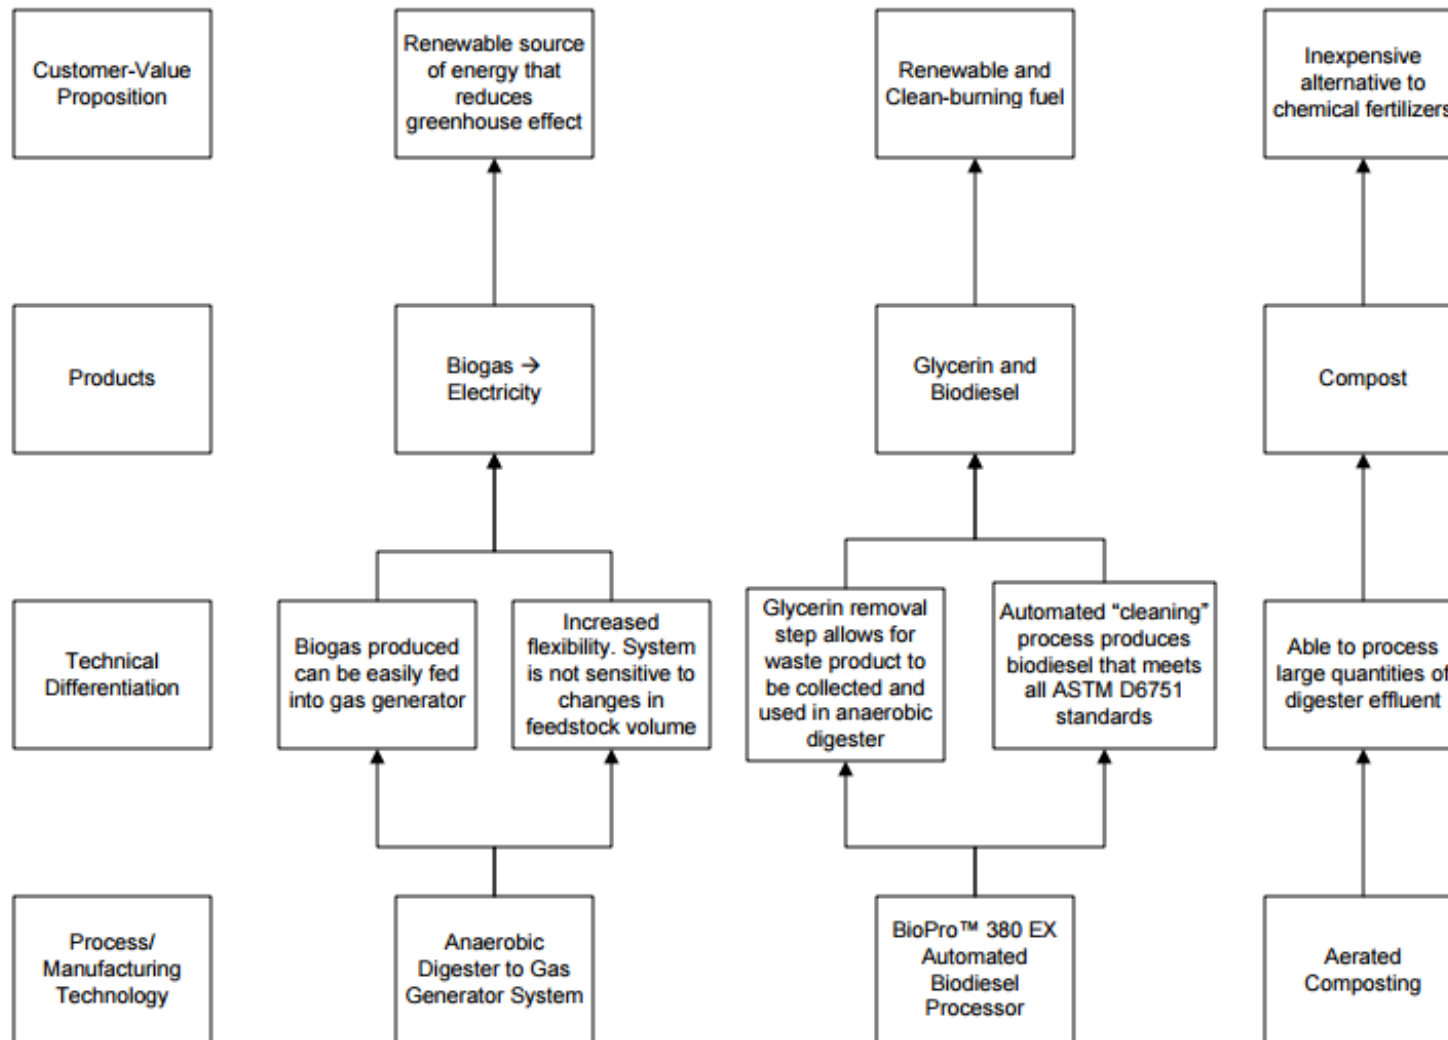 Customer-Value
Proposition
Renewable source
of energy that
reduces
greenhouse effect
Renewable and
Clean-burning fuel
Inexpensive
alternative to
chemical fertilizers
Products
Biogas →
Electricity
Glycerin and
Biodiesel
Compost
Technical
Differentiation
Biogas produced
can be easily fed
into gas generator
Increased
flexibility. System
is not sensitive to
changes in
feedstock volume
Glycerin removal
step allows for
waste product to
be collected and
used in anaerobic
digester
Automated “cleaning”
process produces
biodiesel that meets
all ASTM D6751
standards
Able to process
large quantities of
digester effluent
Process/
Manufacturing
Technology
Anaerobic
Digester to Gas
Generator System
BioPro™ 380 EX
Automated
Biodiesel
Processor
Aerated
Composting